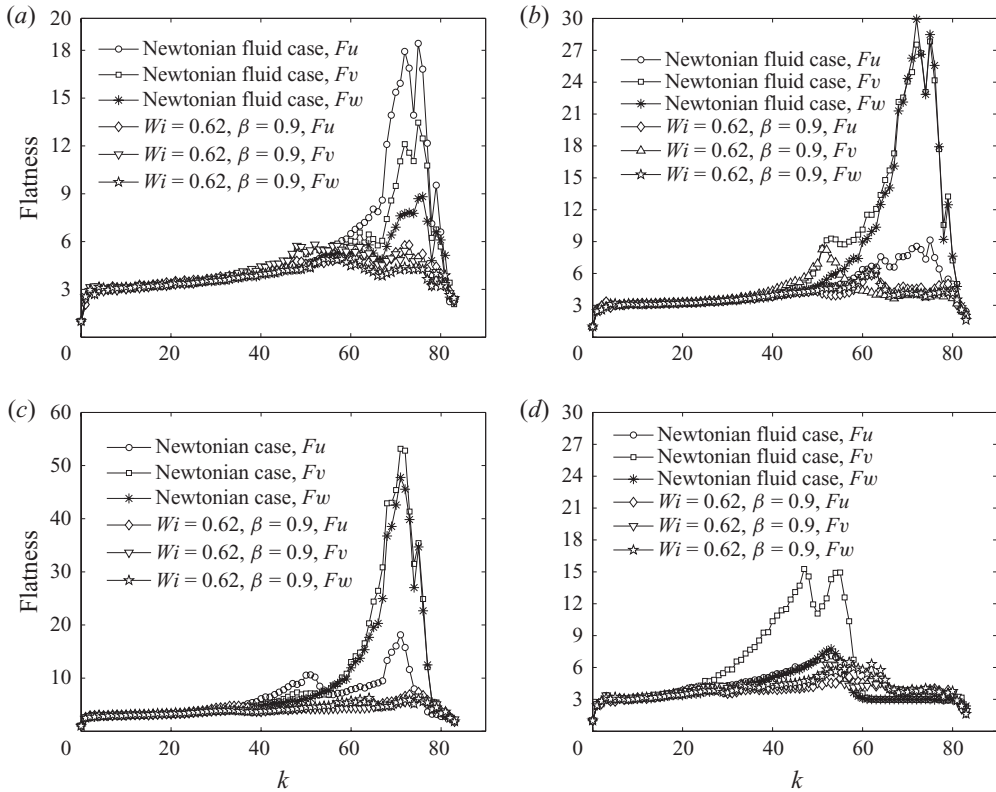 (a)
20
18
15
12
9
6
3
0
Flatness
Newtonian fluid case, Fu
Newtonian fluid case, Fv
Newtonian fluid case, Fw
Wi = 0.62, β = 0.9, Fu
Wi = 0.62, β = 0.9, Fv
Wi = 0.62, β = 0.9, Fw
20 40 60 80
(b)
30
27
24
21
18
15
12
9
6
3
0
Newtonian fluid case, Fu
Newtonian fluid case, Fv
Newtonian fluid case, Fw
Wi = 0.62, β = 0.9, Fu
Wi = 0.62, β = 0.9, Fv
Wi = 0.62, β = 0.9, Fw
20 40 60 80
(c)
60
50
40
30
20
10
0
Flatness
Newtonian case, Fu
Newtonian case, Fv
Newtonian case, Fw
Wi = 0.62, β = 0.9, Fu
Wi = 0.62, β = 0.9, Fv
Wi = 0.62, β = 0.9, Fw
20 40 60 80
k
(d)
30
27
24
21
18
15
12
9
6
3
0
Newtonian fluid case, Fu
Newtonian fluid case, Fv
Newtonian fluid case, Fw
Wi = 0.62, β = 0.9, Fu
Wi = 0.62, β = 0.9, Fv
Wi = 0.62, β = 0.9, Fw
20 40 60 80
k